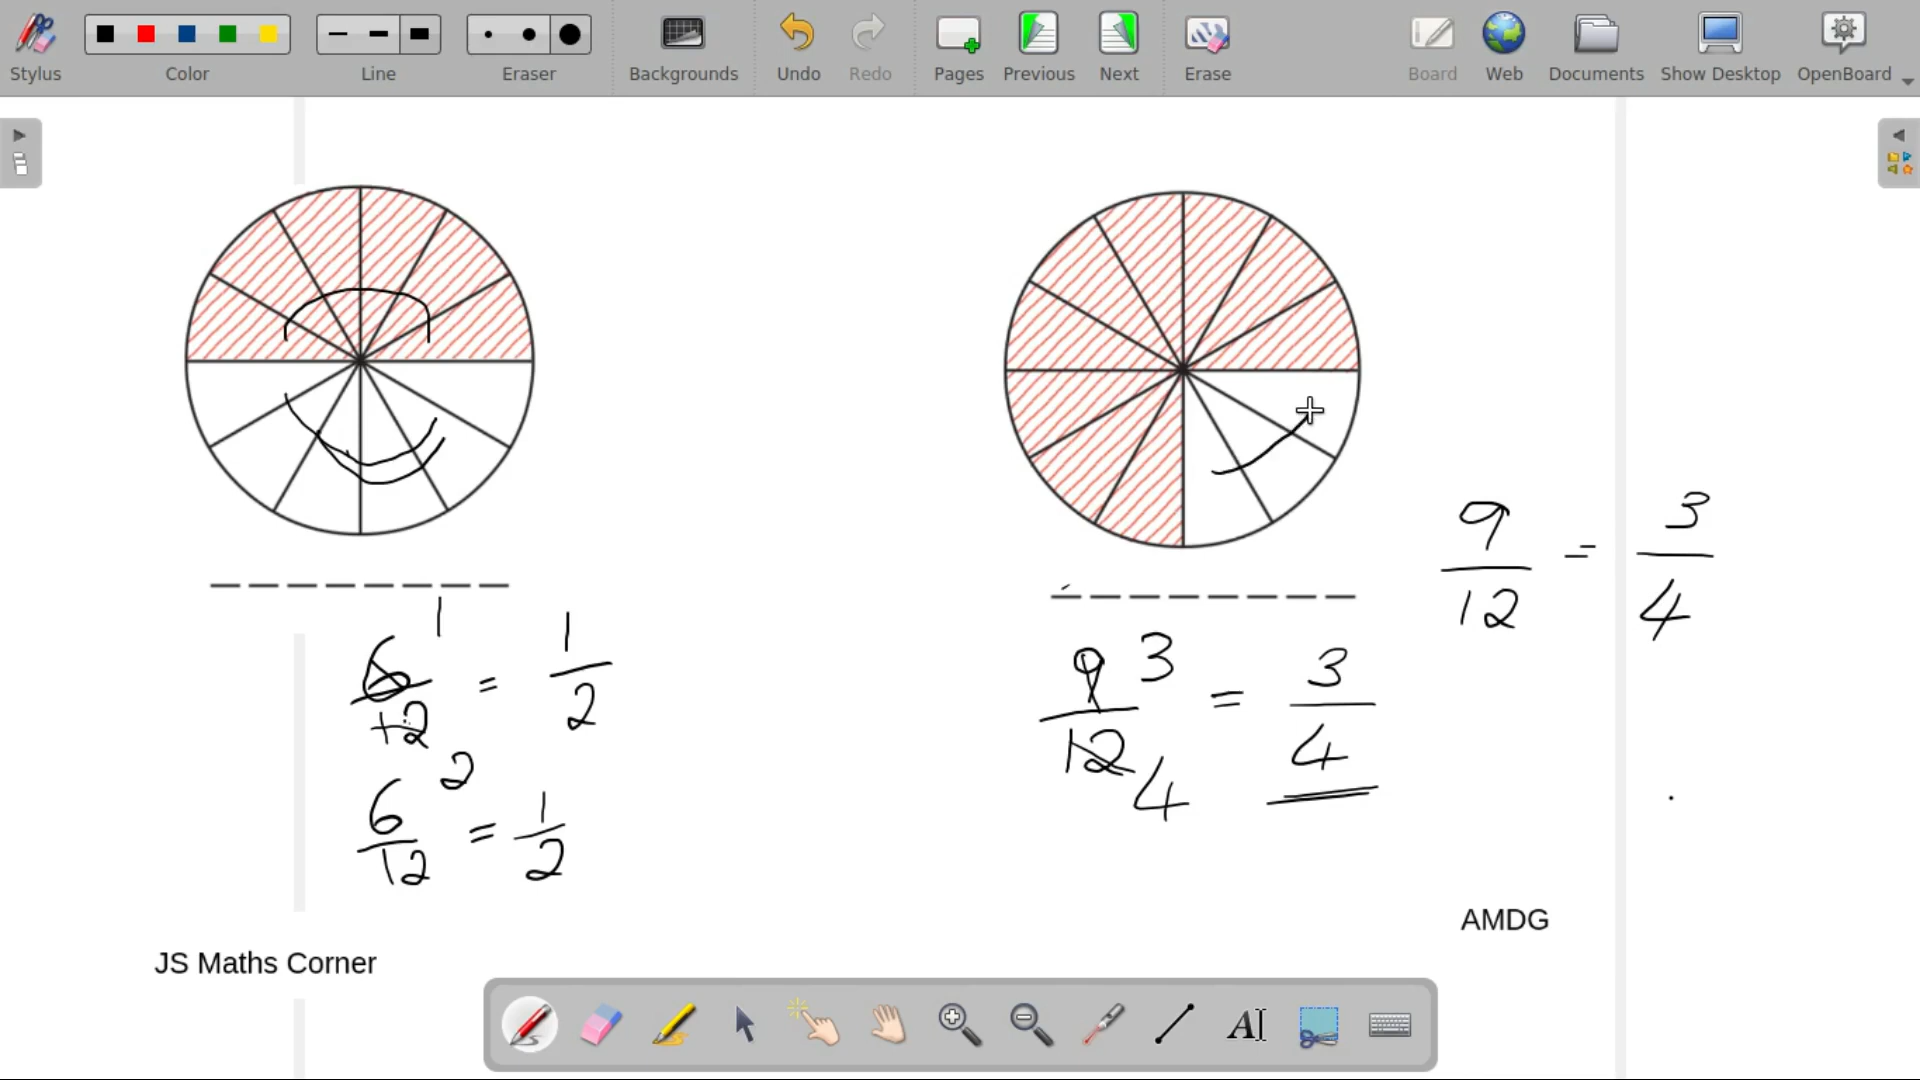 Stylus Color Line Eraser Backgrounds Undo Redo Pages Previous Next Erase Board Web Documents Show Desktop OpenBoard
6/12 1 2 = 1/2
6/12 = 1/2
9/12 3 4 = 3/4
9/12 = 3/4
AMDG
JS Maths Corner